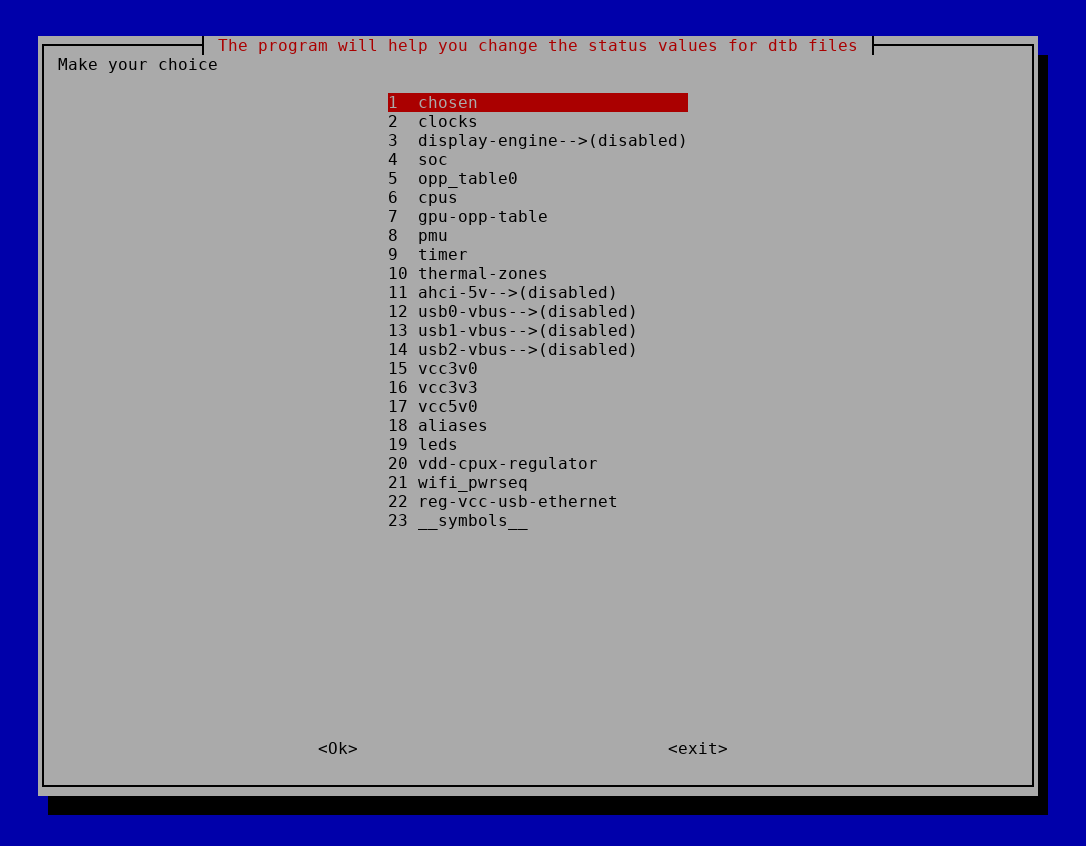 The program will help you change the status values for dtb files
Make your choice
1 chosen
2 clocks
3 display-engine-->(disabled)
4 soc
5 opp_table0
6 cpus
7 gpu-opp-table
8 pmu
9 timer
10 thermal-zones
11 ahci-5v-->(disabled)
12 usb0-vbus-->(disabled)
13 usb1-vbus-->(disabled)
14 usb2-vbus-->(disabled)
15 vcc3v0
16 vcc3v3
17 vcc5v0
18 aliases
19 leds
20 vdd-cpux-regulator
21 wifi_pwrseq
22 reg-vcc-usb-ethernet
23 __symbols__
<Ok> <exit>